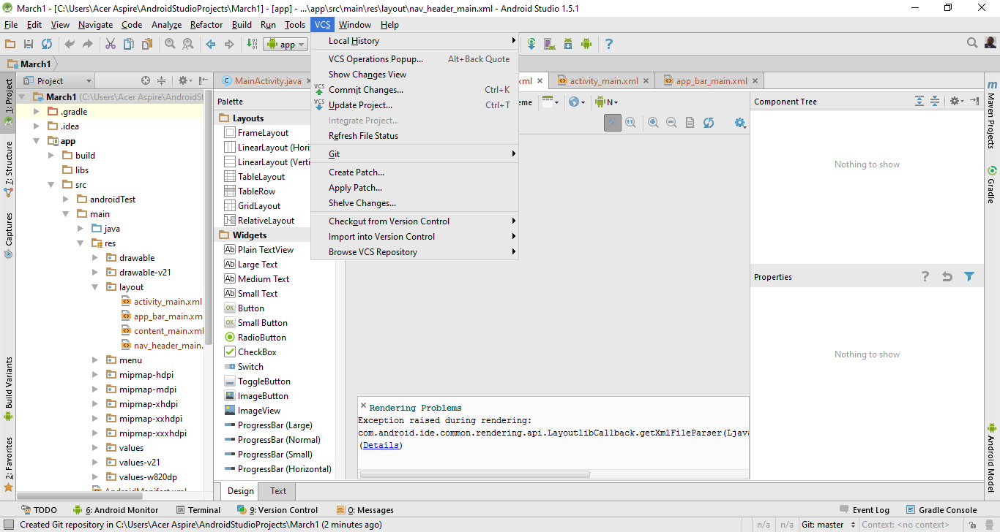 March1 - [C:\Users\Acer Aspire\AndroidStudioProjects\March1] - [app] - ...\app\src\main\res\layout\nav_header_main.xml - Android Studio 1.5.1
File Edit View Navigate Code Analyze Refactor Build Run Tools VCS Window Help
app
March1
Project
1: Project
7: Structure
Captures
Build Variants
2: Favorites
March1 (C:\Users\Acer Aspire\AndroidSt
.gradle
.idea
app
build
libs
src
androidTest
main
java
res
drawable
drawable-v21
layout
activity_main.xml
app_bar_main.xm
content_main.xml
nav_header_main.
menu
mipmap-hdpi
mipmap-mdpi
mipmap-xhdpi
mipmap-xxhdpi
mipmap-xxxhdpi
values
values-v21
values-w820dp
AndroidManifest.xml
MainActivity.java
xml
activity_main.xml
app_bar_main.xml
Palette
Layouts
FrameLayout
LinearLayout (Hori
LinearLayout (Verti
TableLayout
TableRow
GridLayout
RelativeLayout
Widgets
Plain TextView
Large Text
Medium Text
Small Text
Button
Small Button
RadioButton
CheckBox
Switch
ToggleButton
ImageButton
ImageView
ProgressBar (Large)
ProgressBar (Normal)
ProgressBar (Small)
ProgressBar (Horizontal)
Local History
VCS Operations Popup... Alt+Back Quote
Show Changes View
VCS Commit Changes... Ctrl+K
VCS Update Project... Ctrl+T
Integrate Project...
Refresh File Status
Git
Create Patch...
Apply Patch...
Shelve Changes...
Checkout from Version Control
Import into Version Control
Browse VCS Repository
eme
N
Rendering Problems
Exception raised during rendering:
com.android.ide.common.rendering.api.LayoutlibCallback.getXmlFileParser(Ljava
(Details)
Design Text
Component Tree
Nothing to show
Properties
Nothing to show
Maven Projects
Gradle
Android Model
TODO 6: Android Monitor Terminal 9: Version Control 0: Messages Event Log Gradle Console
Created Git repository in C:\Users\Acer Aspire\AndroidStudioProjects\March1 (2 minutes ago) n/a n/a Git: master Context: <no context>